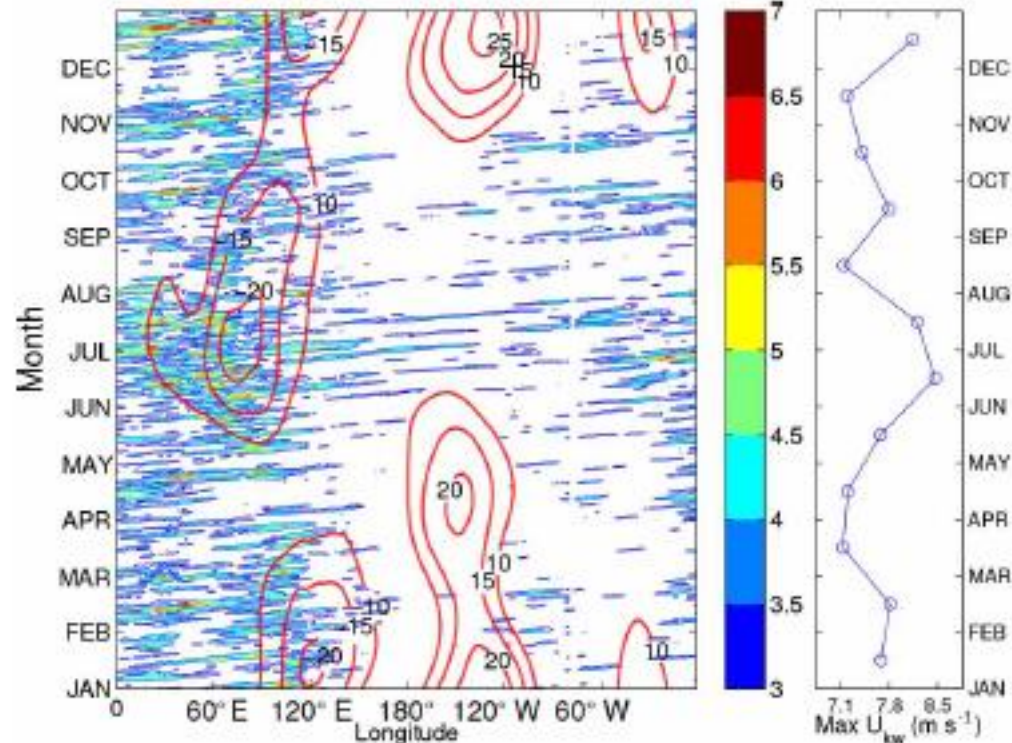 7
6.5
6
5.5
5
4.5
4
3.5
3
DEC
NOV
OCT
SEP
AUG
JUL
JUN
MAY
APR
MAR
FEB
JAN
Month
0 60° E 120° E 180° 120° W 60° W
Longitude
-15
25
20
15
10
15
10
-10
-15
-20
20
10
15
-10
-15
-20
20
10
DEC
NOV
OCT
SEP
AUG
JUL
JUN
MAY
APR
MAR
FEB
JAN
7.1 7.8 8.5
Max U kw (m s-1)